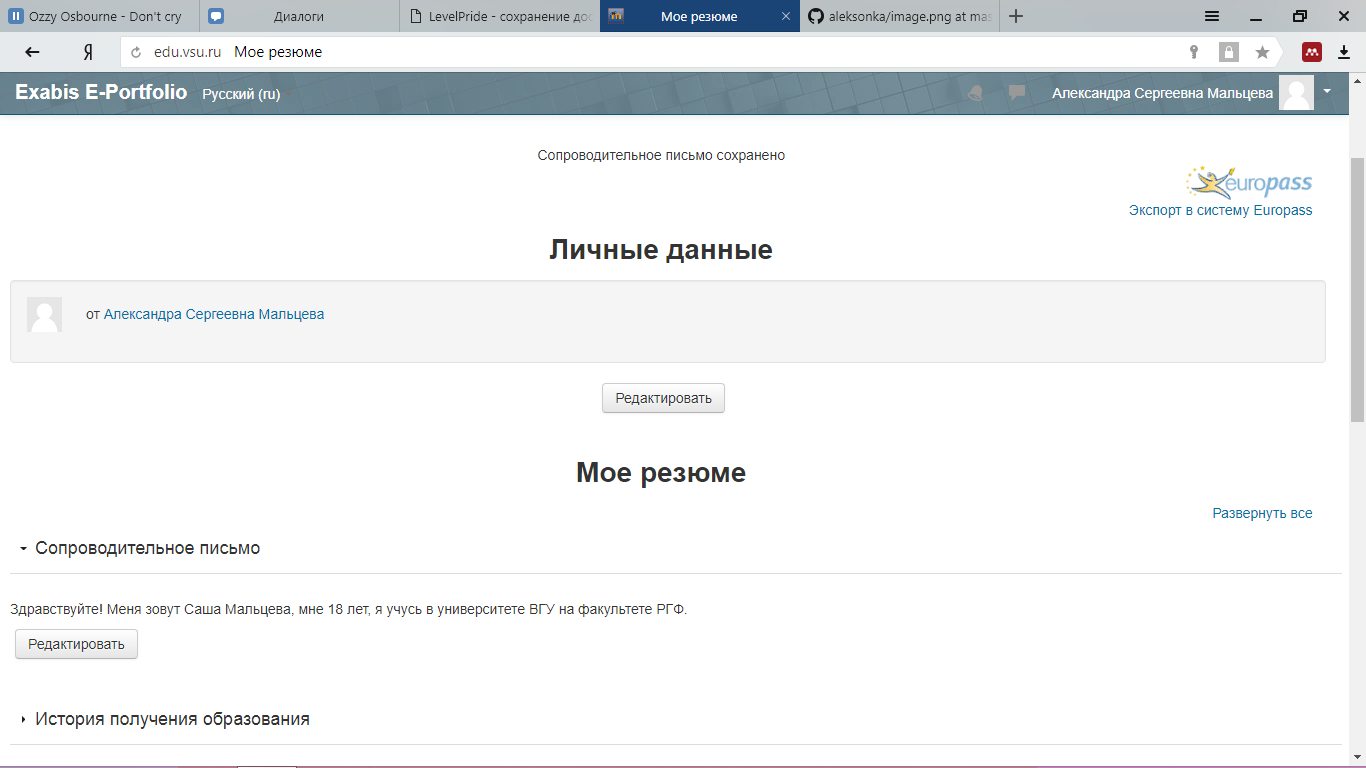 Ozzy Osbourne - Don't cry
Диалоги
LevelPride - сохранение дос
Мое резюме
aleksonka/image.png at mas
Я edu.vsu.ru Мое резюме
Exabis E-Portfolio Русский (ru) Александра Сергеевна Мальцева
Сопроводительное письмо сохранено
europass
Экспорт в систему Europass
Личные данные
от Александра Сергеевна Мальцева
Редактировать
Мое резюме
Развернуть все
Сопроводительное письмо
Здравствуйте! Меня зовут Саша Мальцева, мне 18 лет, я учусь в университете ВГУ на факультете РГФ.
Редактировать
История получения образования